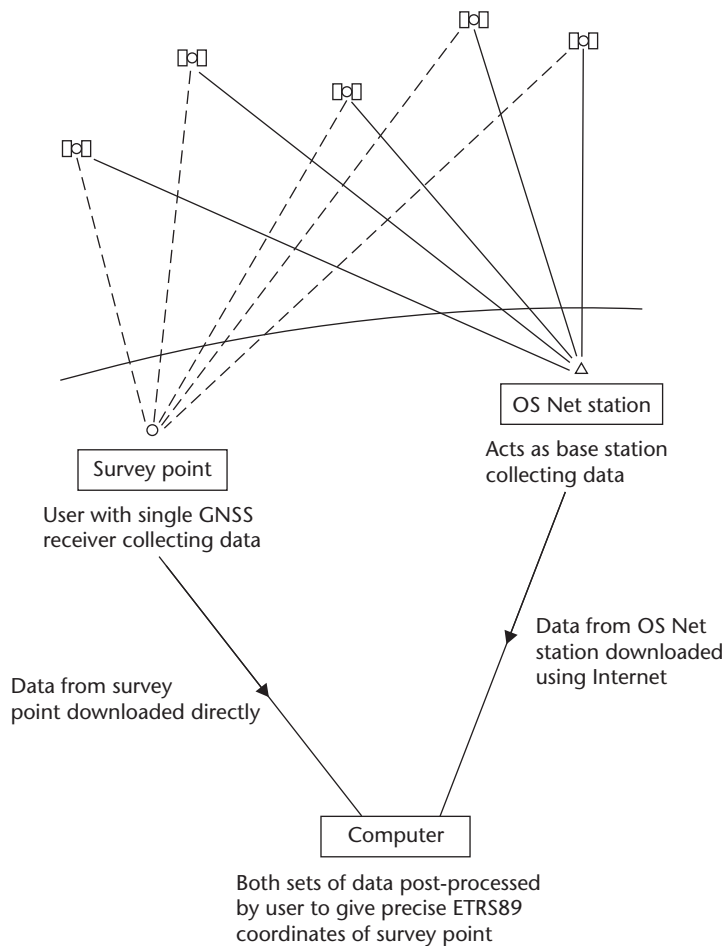 OS Net station
Acts as base station
collecting data
Survey point
User with single GNSS
receiver collecting data
Data from OS Net
station downloaded
using Internet
Data from survey
point downloaded directly
Computer
Both sets of data post-processed
by user to give precise ETRS89
coordinates of survey point